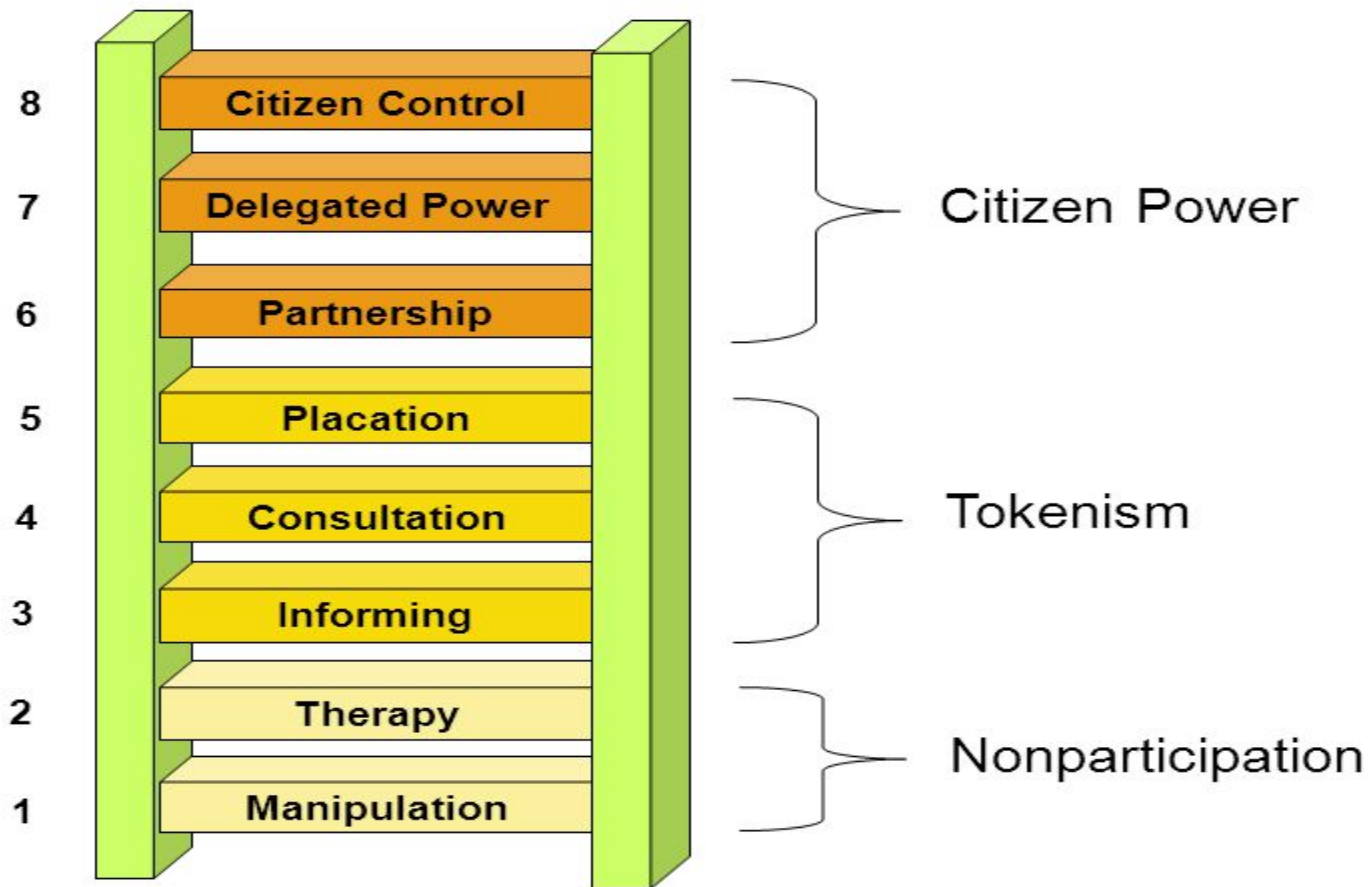 8 Citizen Control
7 Delegated Power
6 Partnership
Citizen Power
5 Placation
4 Consultation
3 Informing
Tokenism
2 Therapy
1 Manipulation
Nonparticipation